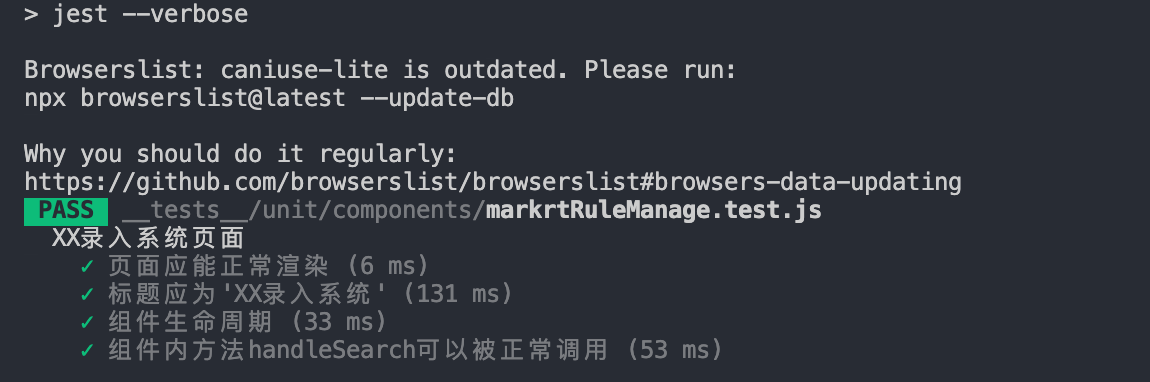 > jest --verbose
Browserslist: caniuse-lite is outdated. Please run:
npx browserslist@latest --update-db
Why you should do it regularly:
https://github.com/browserslist/browserslist#browsers-data-updating
PASS __tests__/unit/components/markrtRuleManage.test.js
XX录入系统页面
✓ 页面应能正常渲染 (6 ms)
✓ 标题应为'XX录入系统' (131 ms)
✓ 组件生命周期 (33 ms)
✓ 组件内方法handleSearch可以被正常调用 (53 ms)